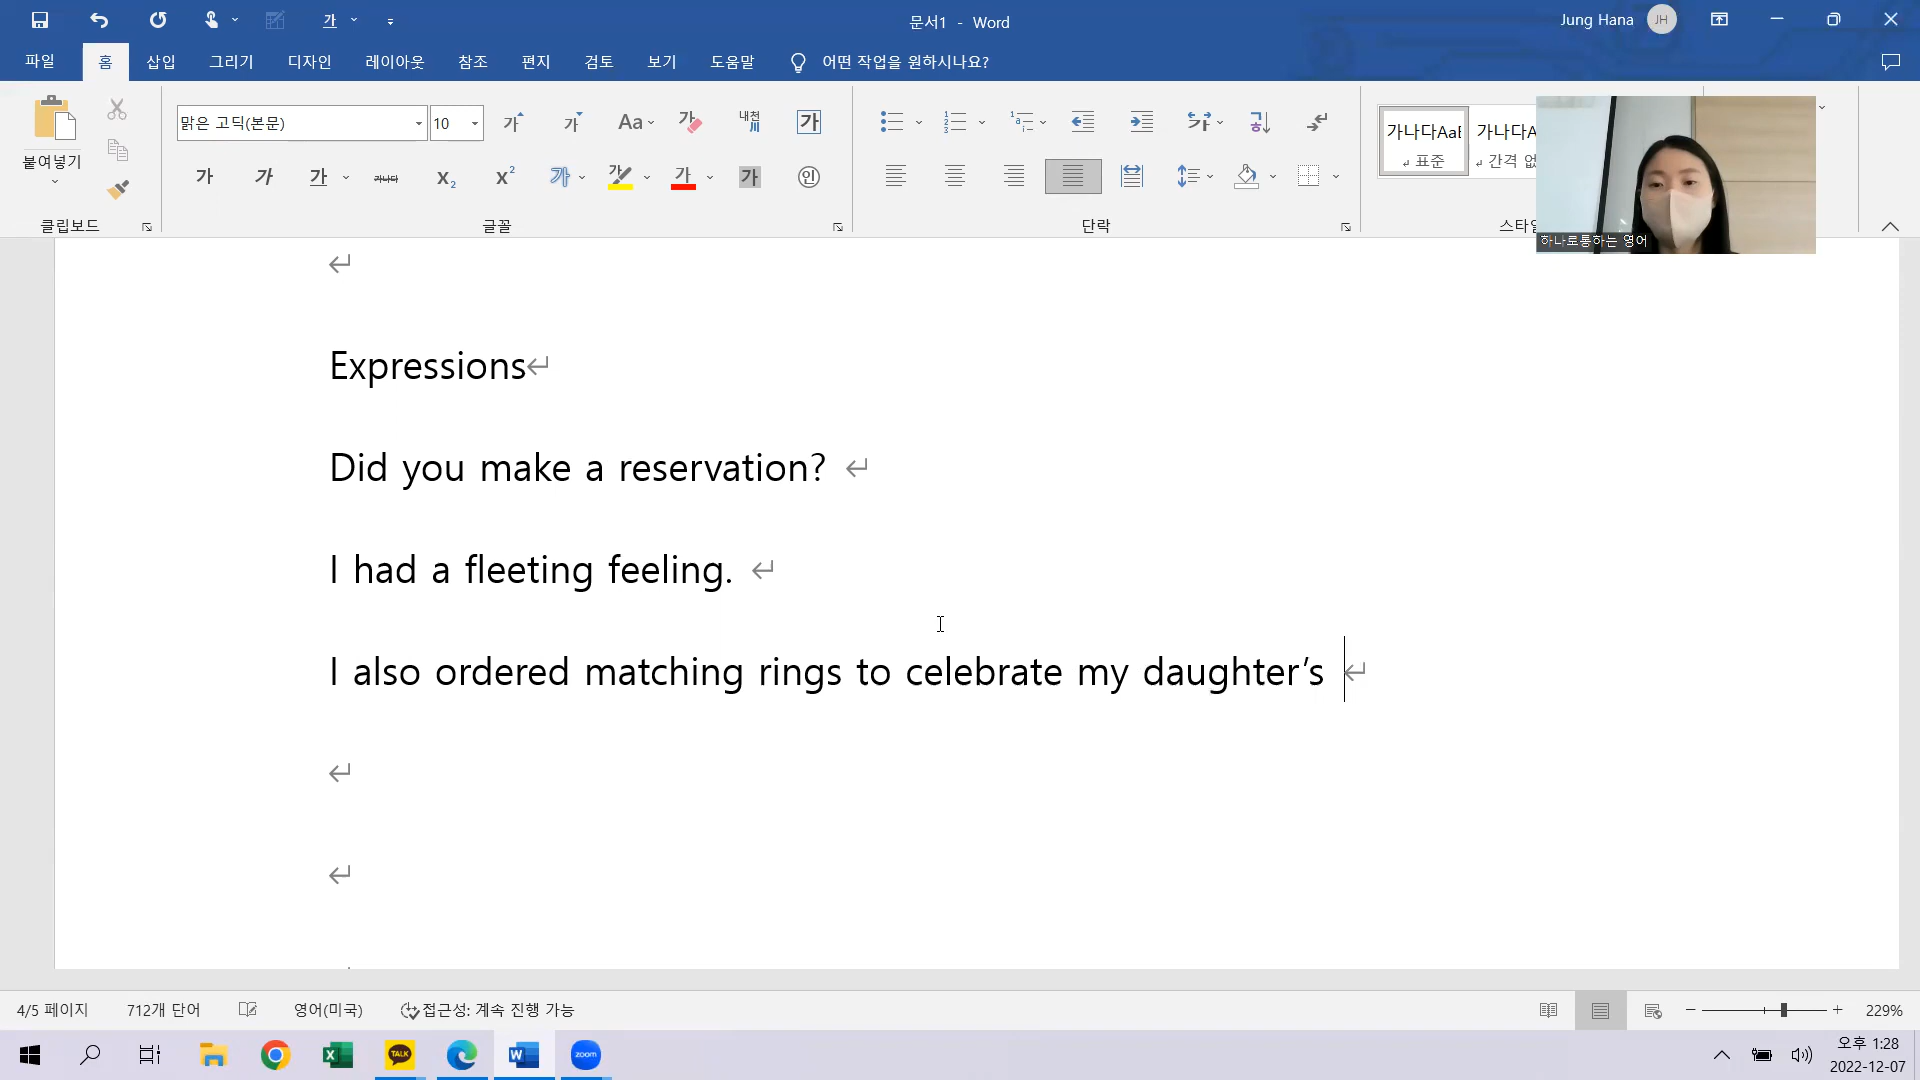 문서1 - Word
Jung Hana JH
파일 홈 삽입 그리기 디자인 레이아웃 참조 편지 검토 보기 도움말 어떤 작업을 원하시나요?
맑은 고딕(본문) 10
붙여넣기
가나다AaB 가나다A
표준 간격 없
클립보드 글꼴 단락 스타일
하나로통하는 영어
Expressions
Did you make a reservation?
I had a fleeting feeling.
I also ordered matching rings to celebrate my daughter’s
4/5 페이지 712개 단어 영어(미국) 접근성: 계속 진행 가능 229%
TALK zoom
오후 1:28
2022-12-07